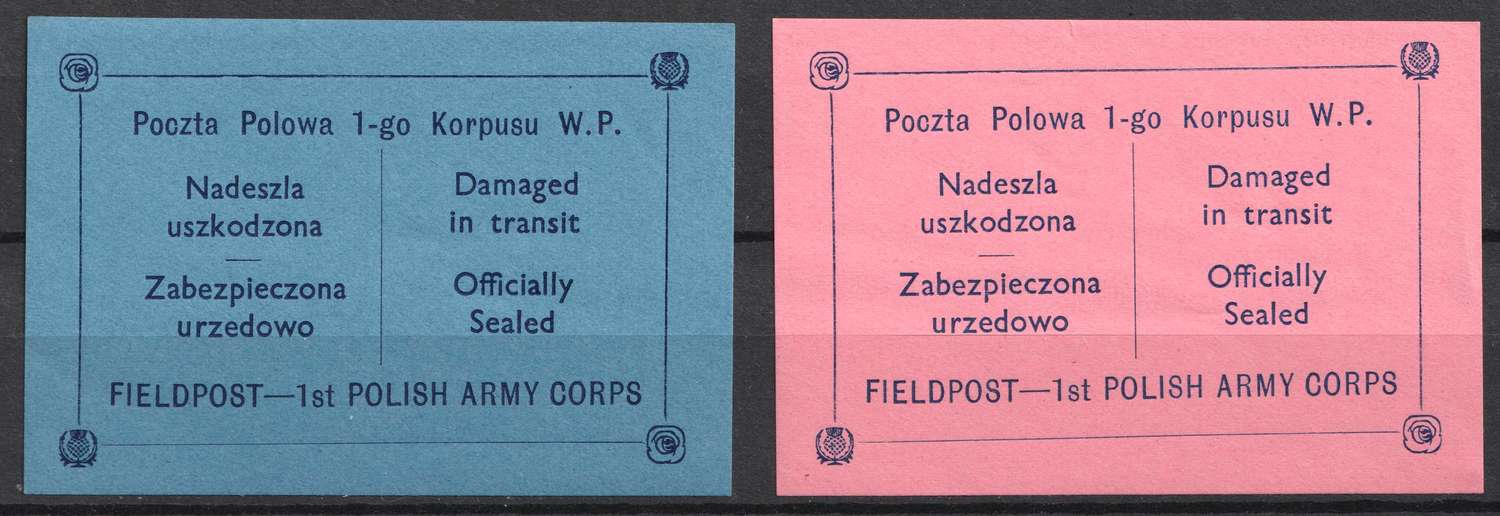 Poczta Polowa 1-go Korpusu W.P.
Nadeszla
uszkodzona
Zabezpieczona
urzedowo
Damaged
in transit
Officially
Sealed
FIELDPOST—1st POLISH ARMY CORPS
Poczta Polowa 1-go Korpusu W.P.
Nadeszla
uszkodzona
Zabezpieczona
urzedowo
Damaged
in transit
Officially
Sealed
FIELDPOST—1st POLISH ARMY CORPS